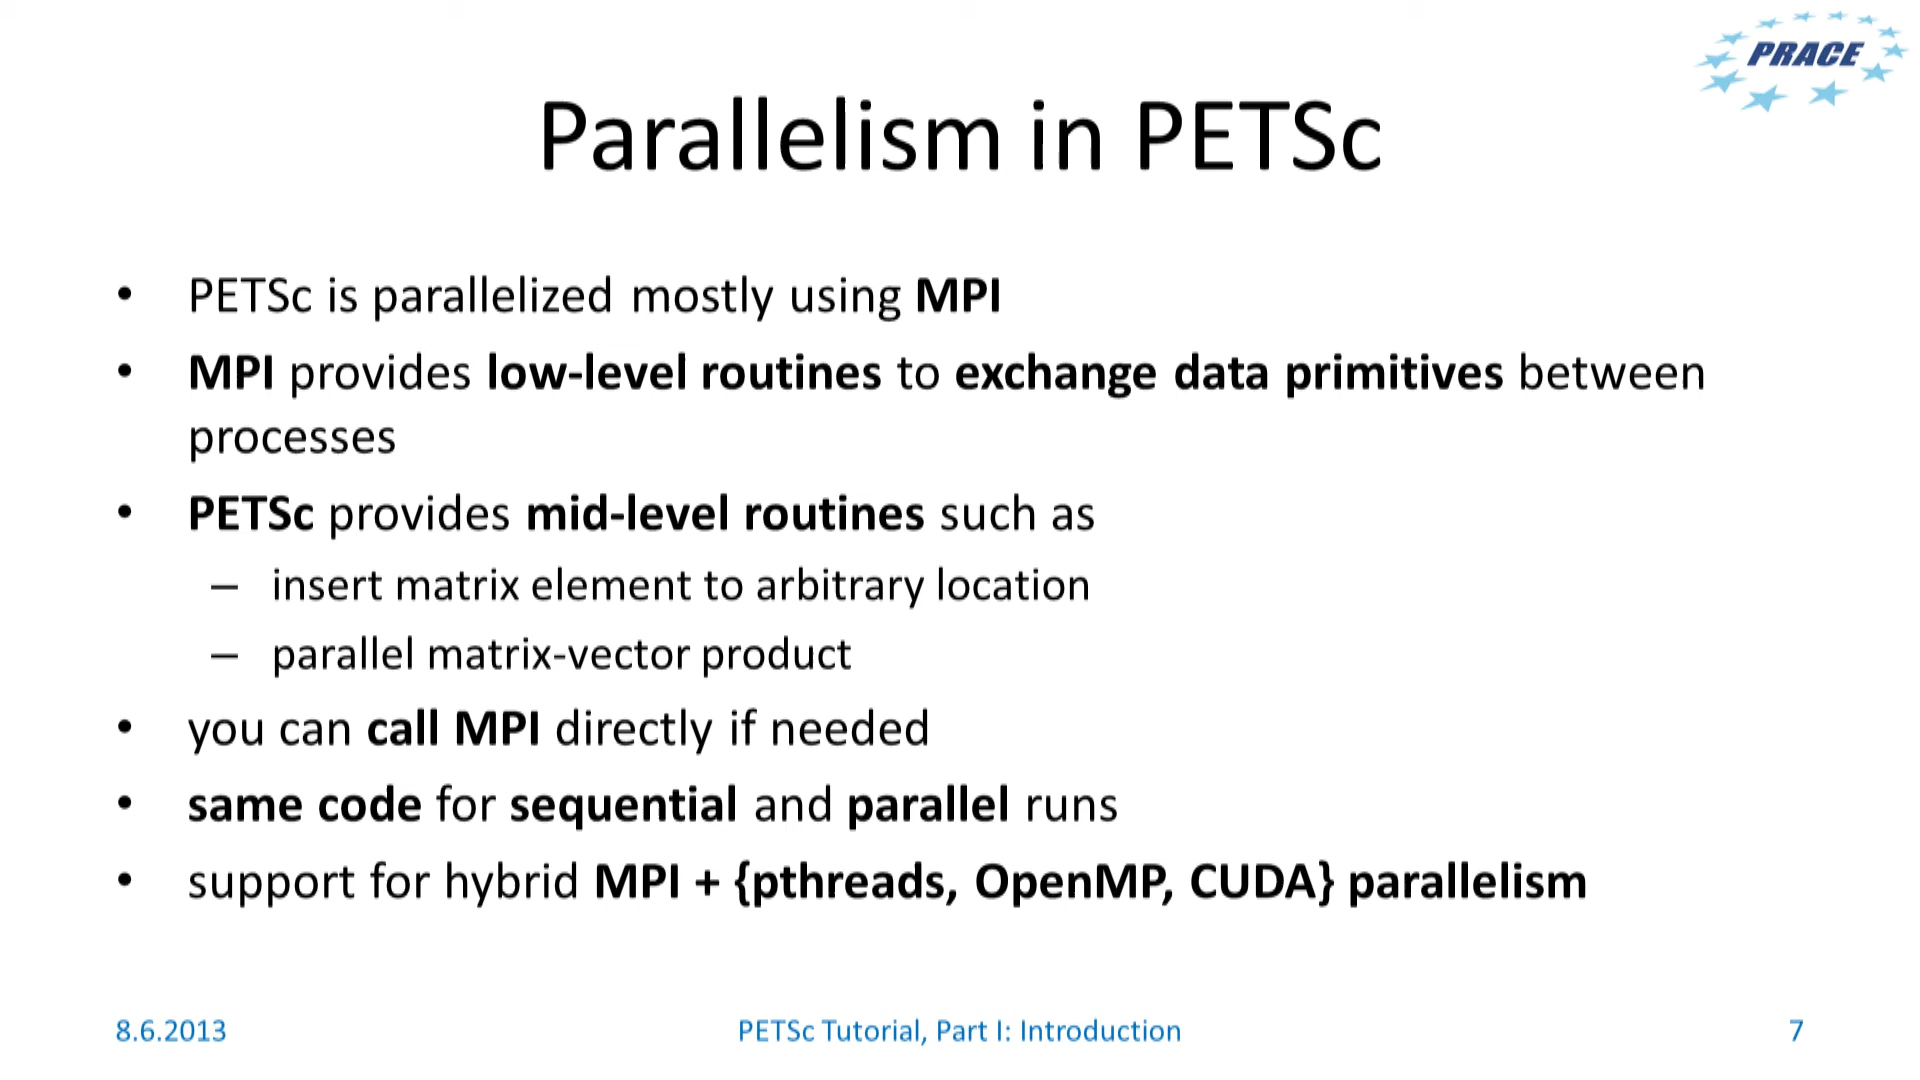 PRACE
Parallelism in PETSc
• PETSc is parallelized mostly using MPI
• MPI provides low-level routines to exchange data primitives between
processes
• PETSc provides mid-level routines such as
– insert matrix element to arbitrary location
– parallel matrix-vector product
• you can call MPI directly if needed
• same code for sequential and parallel runs
• support for hybrid MPI + {pthreads, OpenMP, CUDA} parallelism
8.6.2013
PETSc Tutorial, Part I: Introduction
7